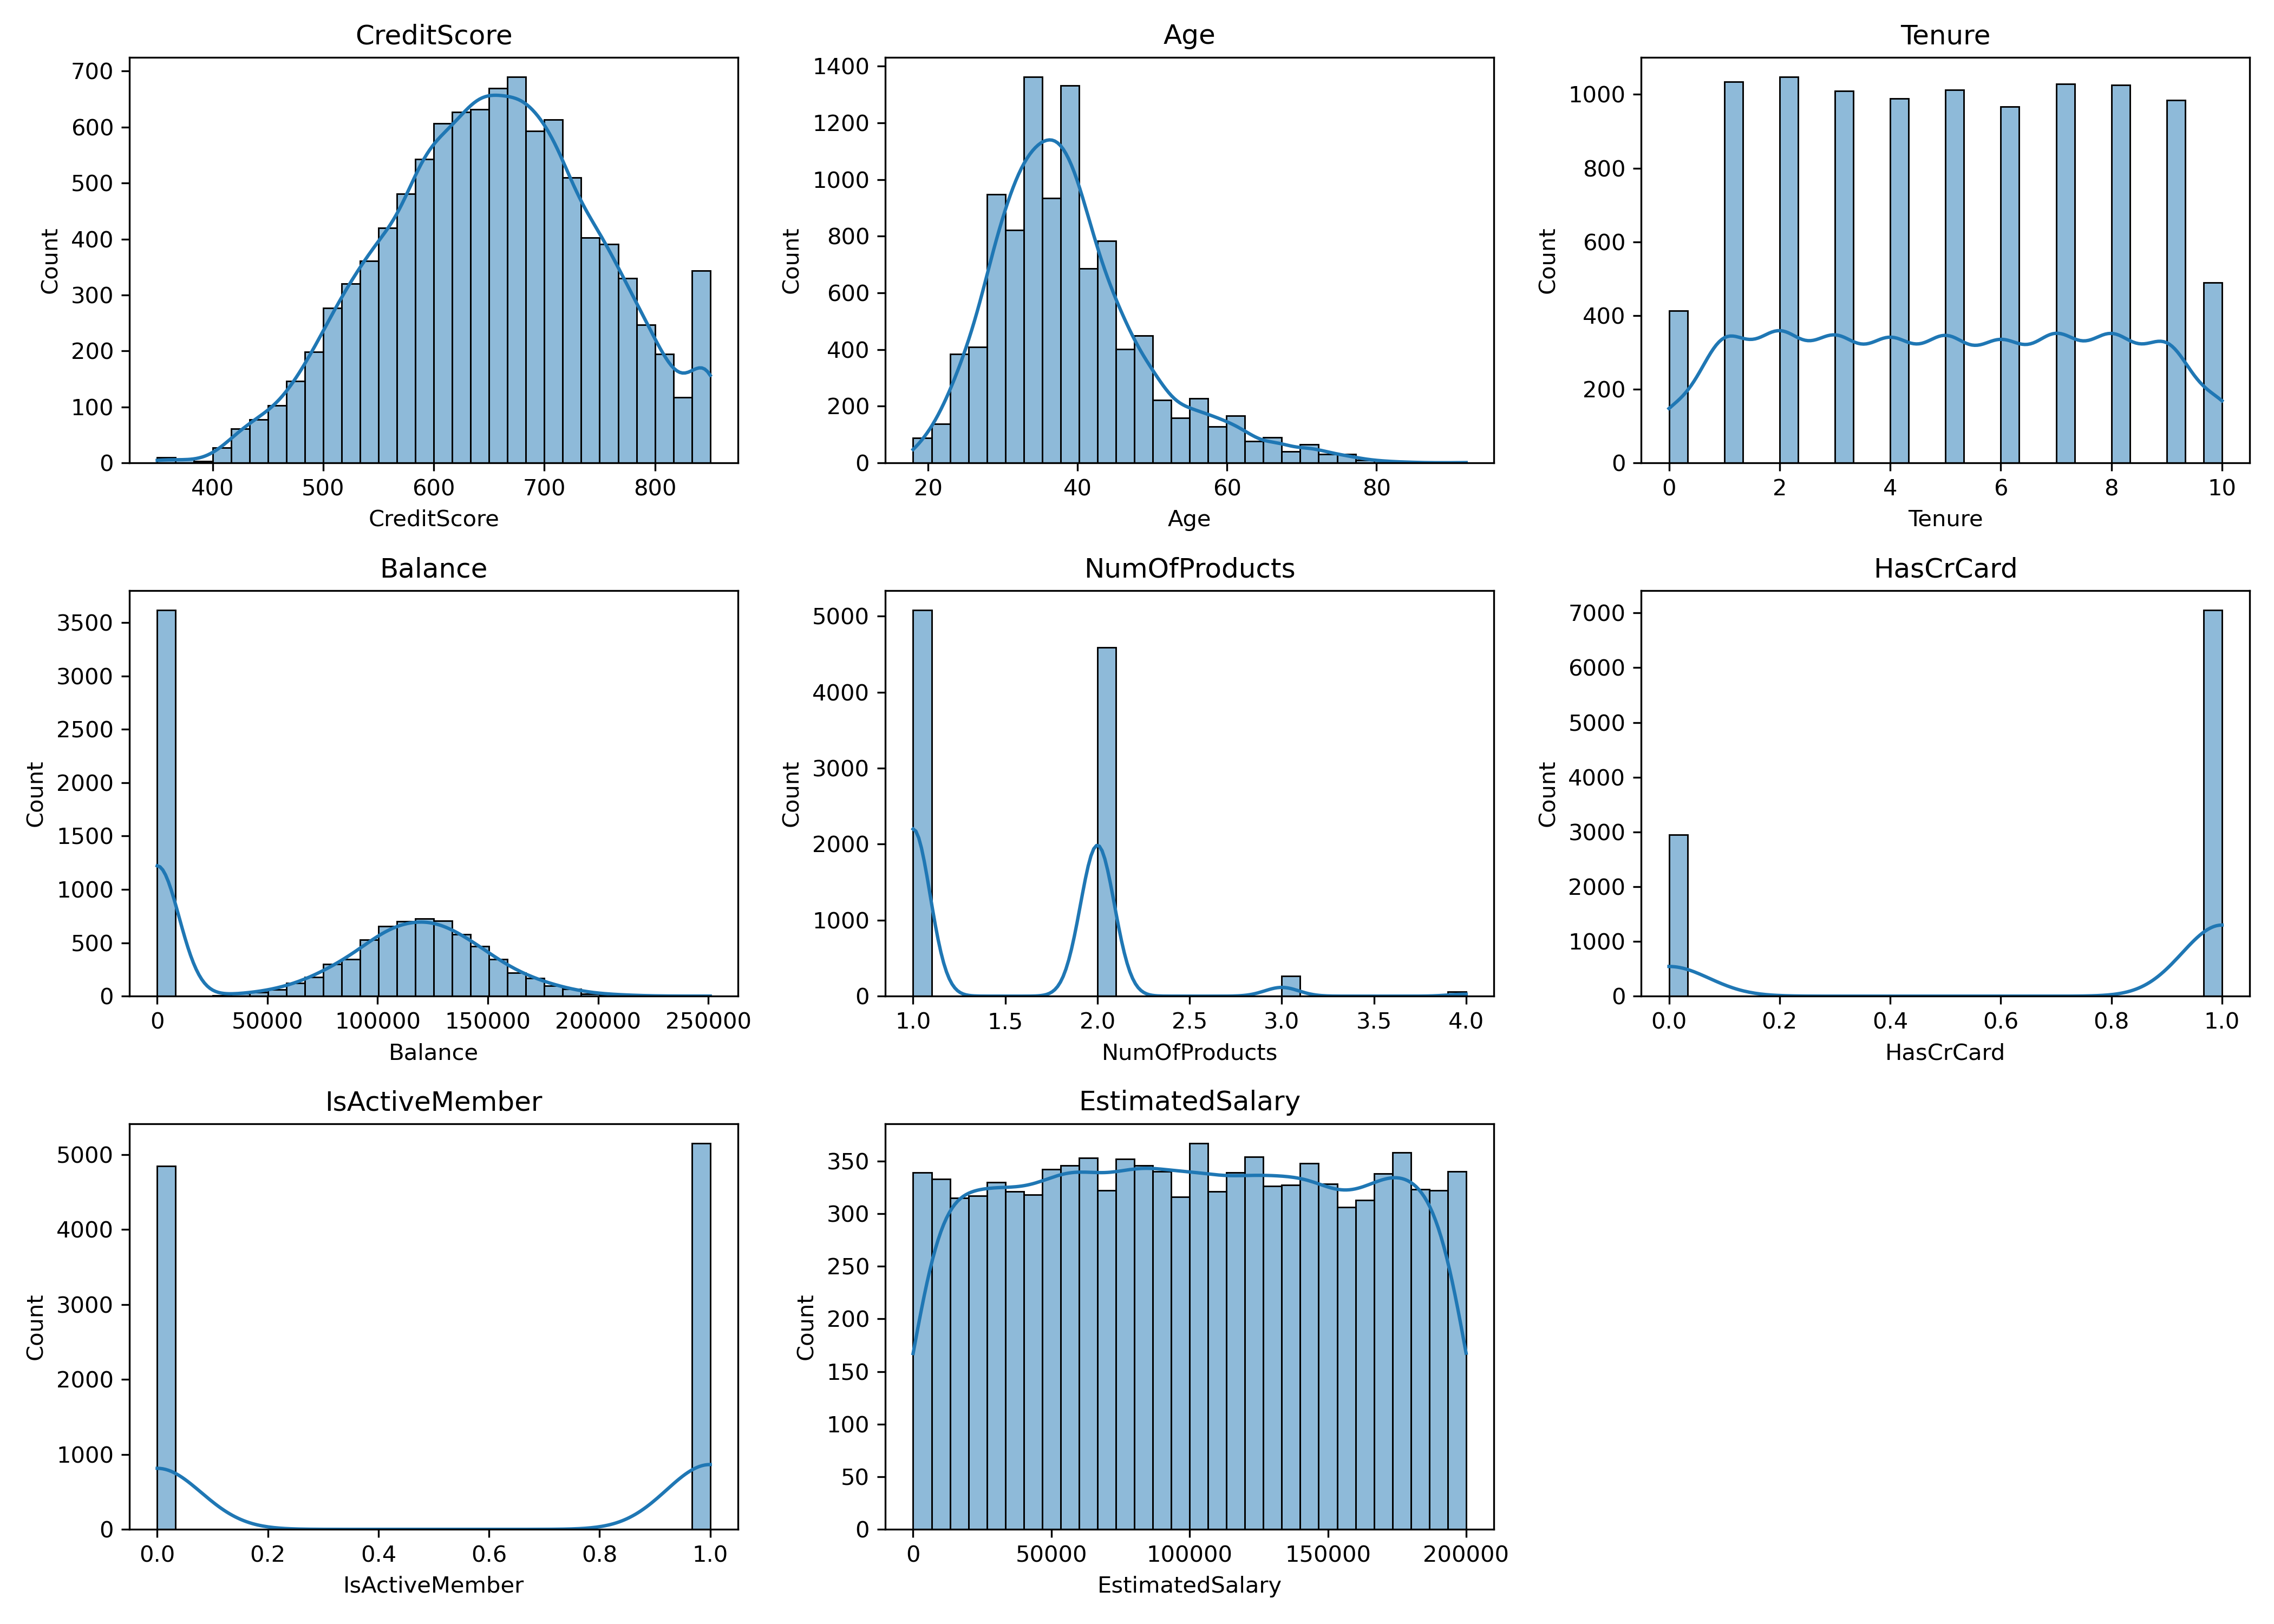 CreditScore
700
600
500
400
300
200
100
0
Count
400 500 600 700 800
CreditScore
Age
1400
1200
1000
800
600
400
200
0
Count
20 40 60 80
Age
Tenure
1000
800
600
400
200
0
Count
0 2 4 6 8 10
Tenure
Balance
3500
3000
2500
2000
1500
1000
500
0
Count
0 50000 100000 150000 200000 250000
Balance
NumOfProducts
5000
4000
3000
2000
1000
0
Count
1.0 1.5 2.0 2.5 3.0 3.5 4.0
NumOfProducts
HasCrCard
7000
6000
5000
4000
3000
2000
1000
0
Count
0.0 0.2 0.4 0.6 0.8 1.0
HasCrCard
IsActiveMember
5000
4000
3000
2000
1000
0
Count
0.0 0.2 0.4 0.6 0.8 1.0
IsActiveMember
EstimatedSalary
350
300
250
200
150
100
50
0
Count
0 50000 100000 150000 200000
EstimatedSalary